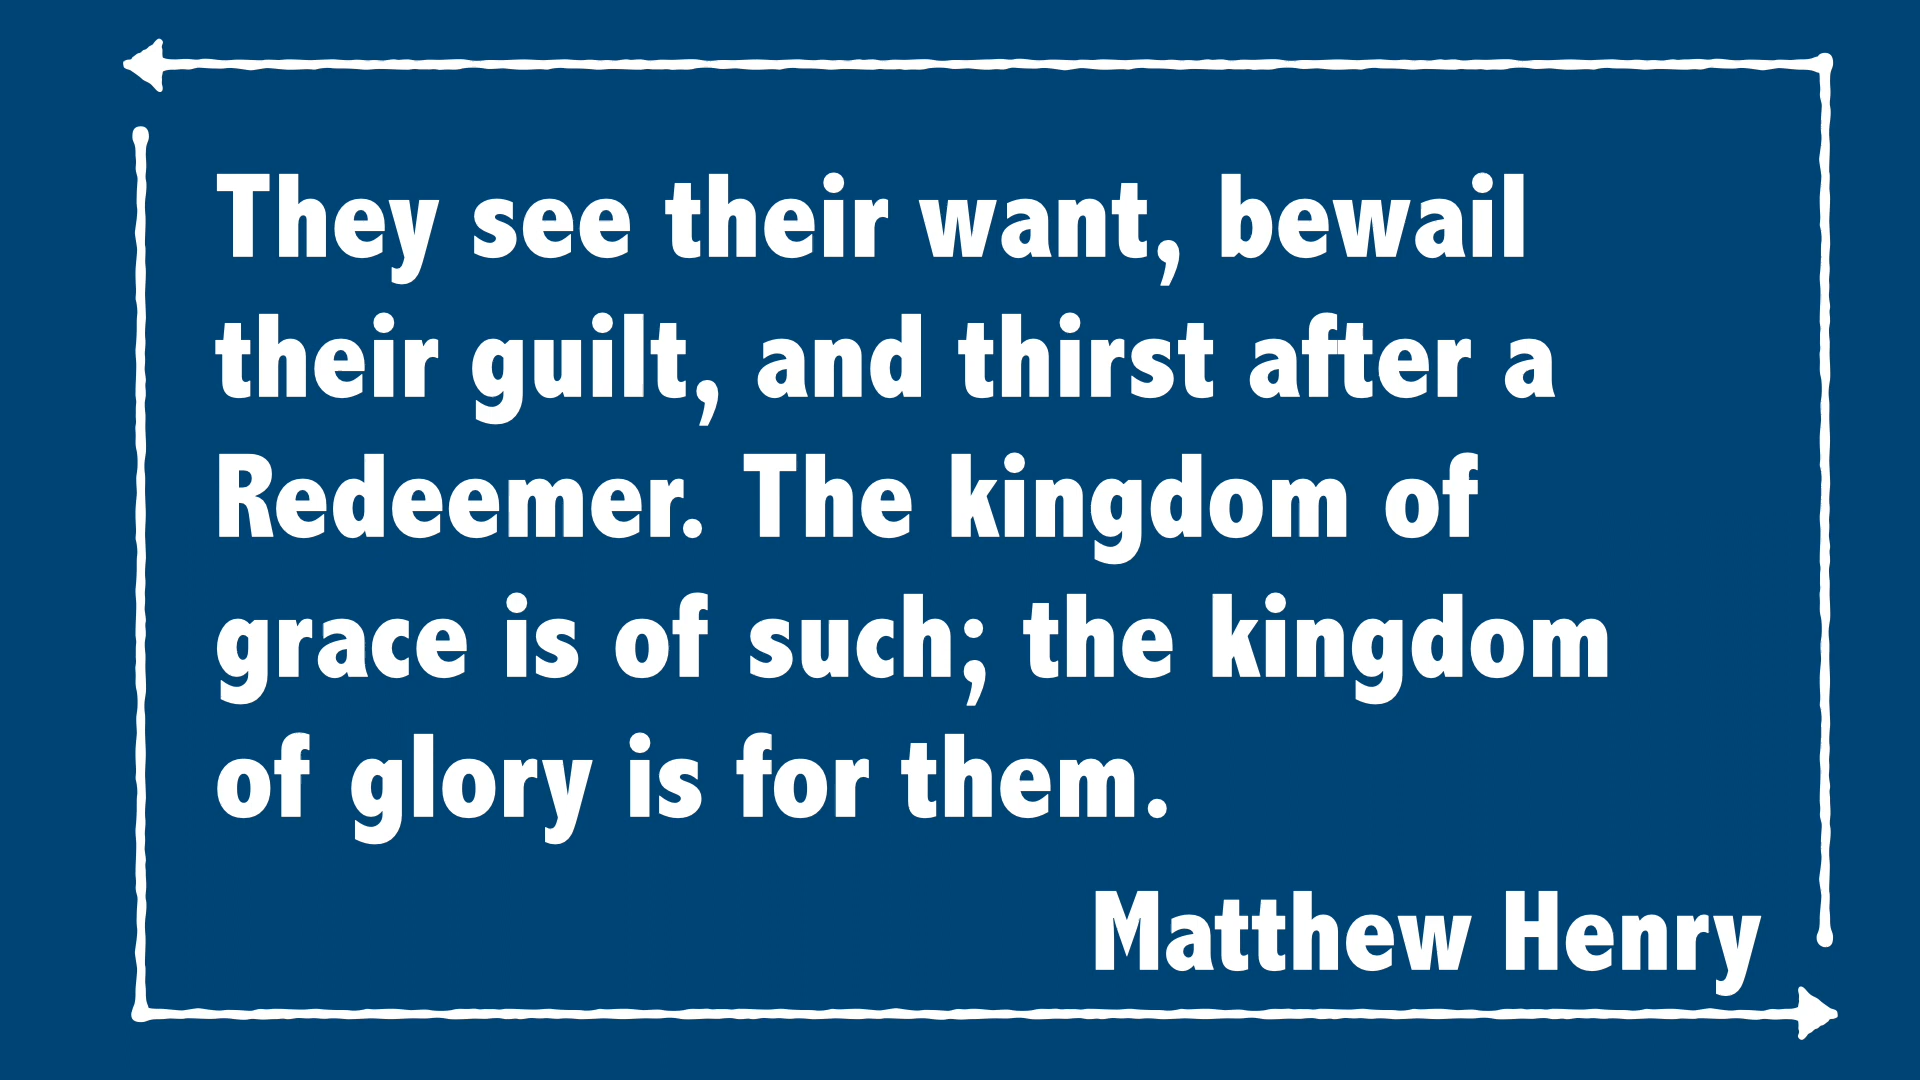 They see their want, bewail
their guilt, and thirst after a
Redeemer. The kingdom of
grace is of such; the kingdom
of glory is for them.
Matthew Henry